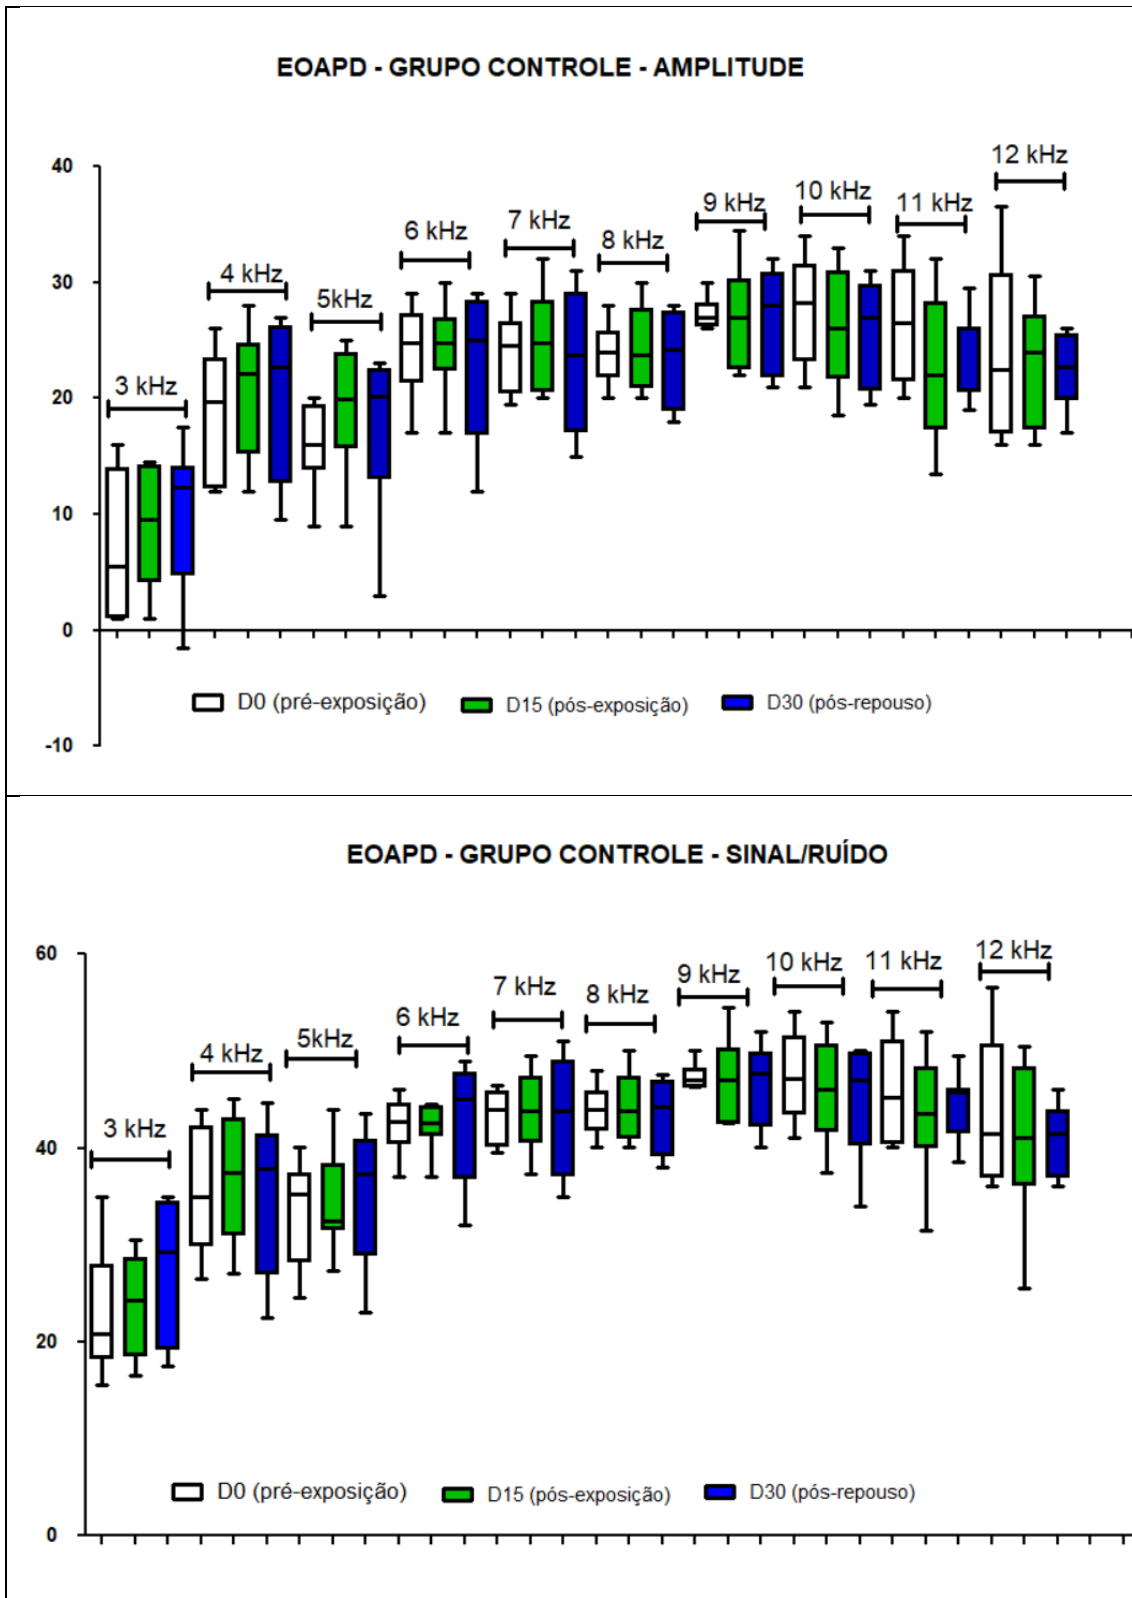 EOAPD - GRUPO CONTROLE - AMPLITUDE
40
30
20
10
0
-10
3 kHz
4 kHz
5kHz
6 kHz
7 kHz
8 kHz
9 kHz
10 kHz
11 kHz
12 kHz
D0 (pré-exposição) D15 (pós-exposição) D30 (pós-repouso)
EOAPD - GRUPO CONTROLE - SINAL/RUÍDO
60
40
20
0
3 kHz
4 kHz
5kHz
6 kHz
7 kHz
8 kHz
9 kHz
10 kHz
11 kHz
12 kHz
D0 (pré-exposição) D15 (pós-exposição) D30 (pós-repouso)